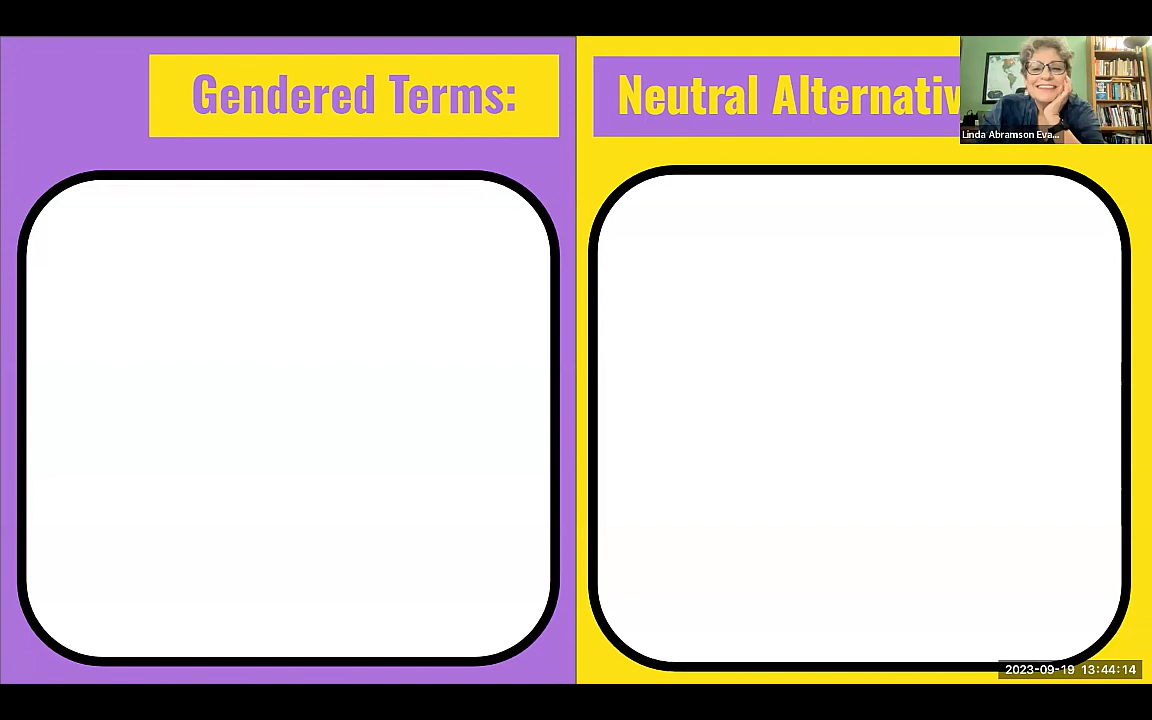 Gendered Terms:
Neutral Alternativ
Linda Abramson Eva...
2023-09-19 13:44:14